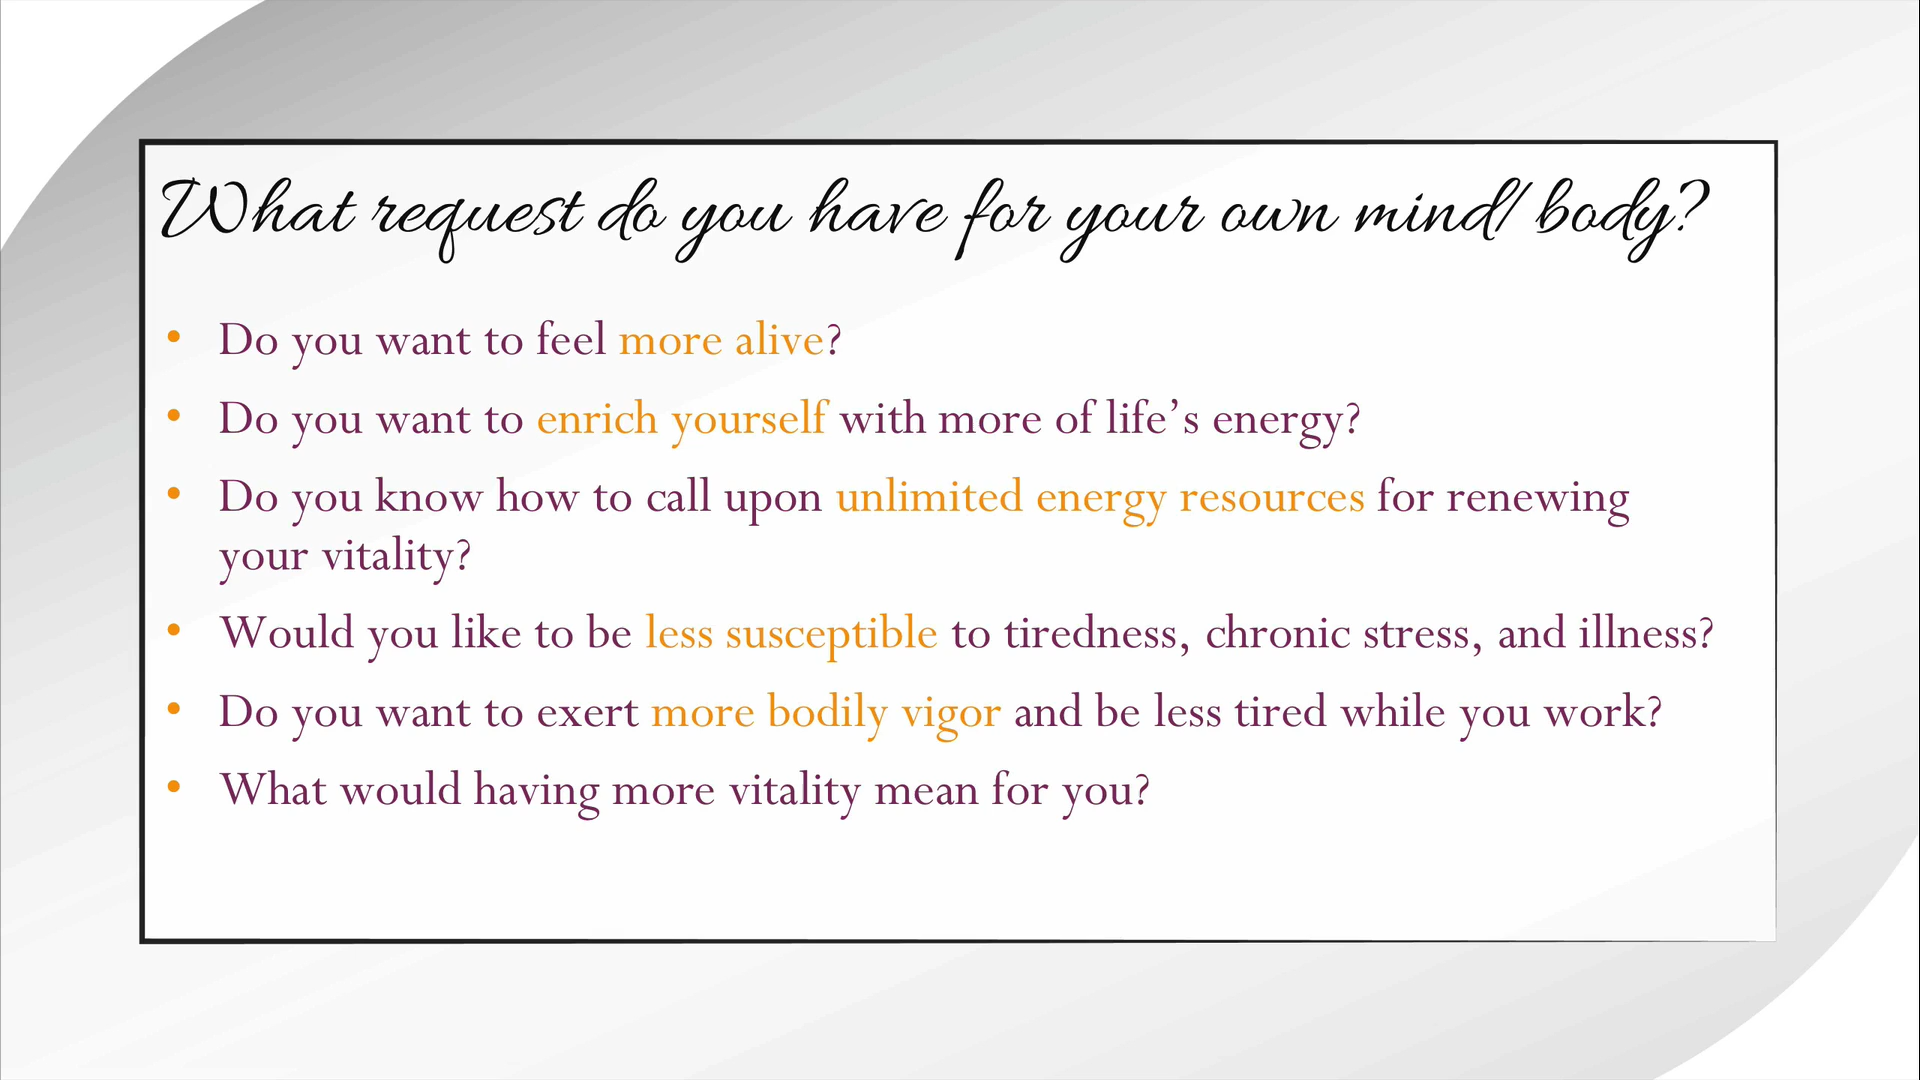 What request do you have for your own mind/ body?
• Do you want to feel more alive?
• Do you want to enrich yourself with more of life’s energy?
• Do you know how to call upon unlimited energy resources for renewing
your vitality?
• Would you like to be less susceptible to tiredness, chronic stress, and illness?
• Do you want to exert more bodily vigor and be less tired while you work?
• What would having more vitality mean for you?